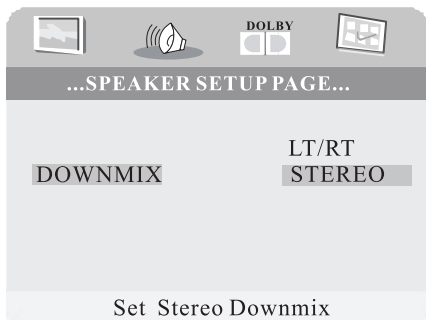 DOLBY
...SPEAKER SETUP PAGE...
LT/RT
DOWNMIX STEREO
Set Stereo Downmix